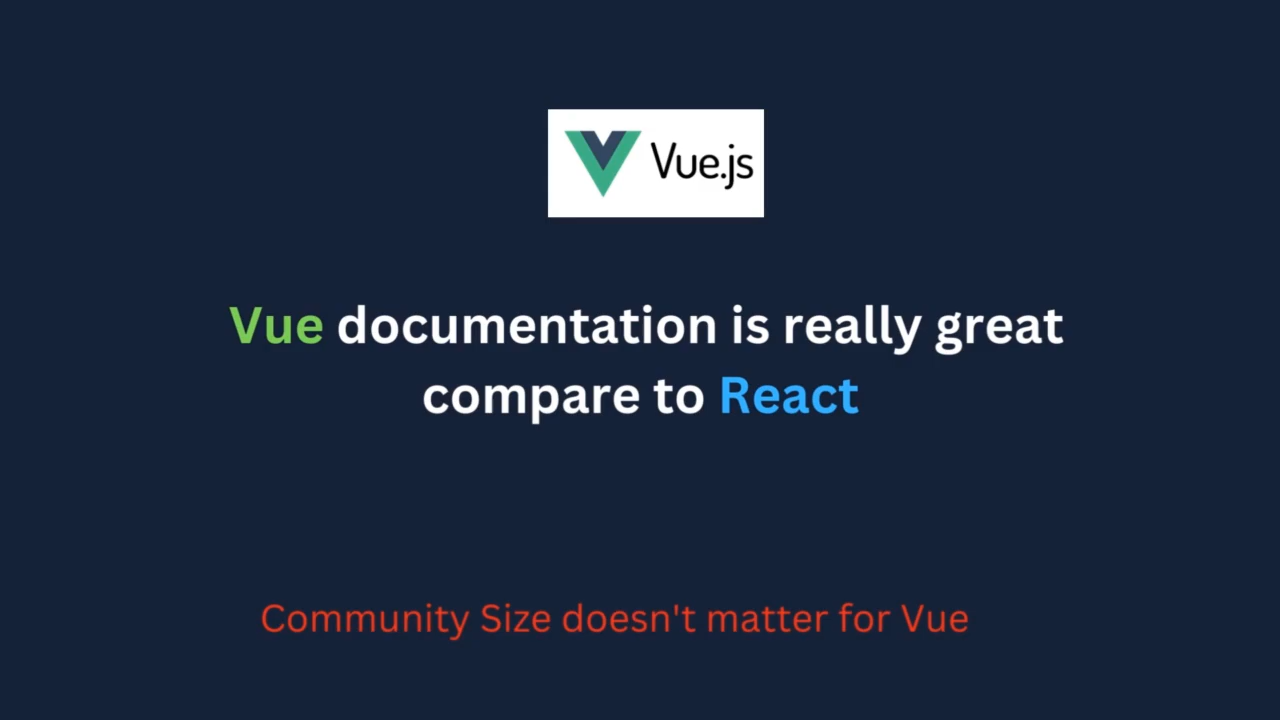 Vue.js
Vue documentation is really great
compare to React
Community Size doesn't matter for Vue